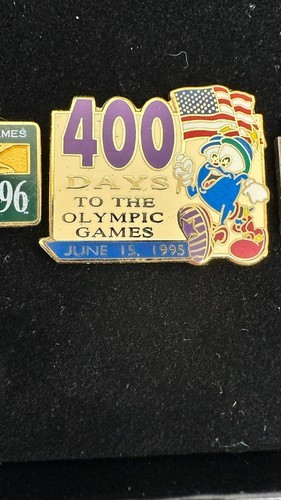 400
DAYS
TO THE
OLYMPIC
GAMES
JUNE 15, 1995
AMES
96